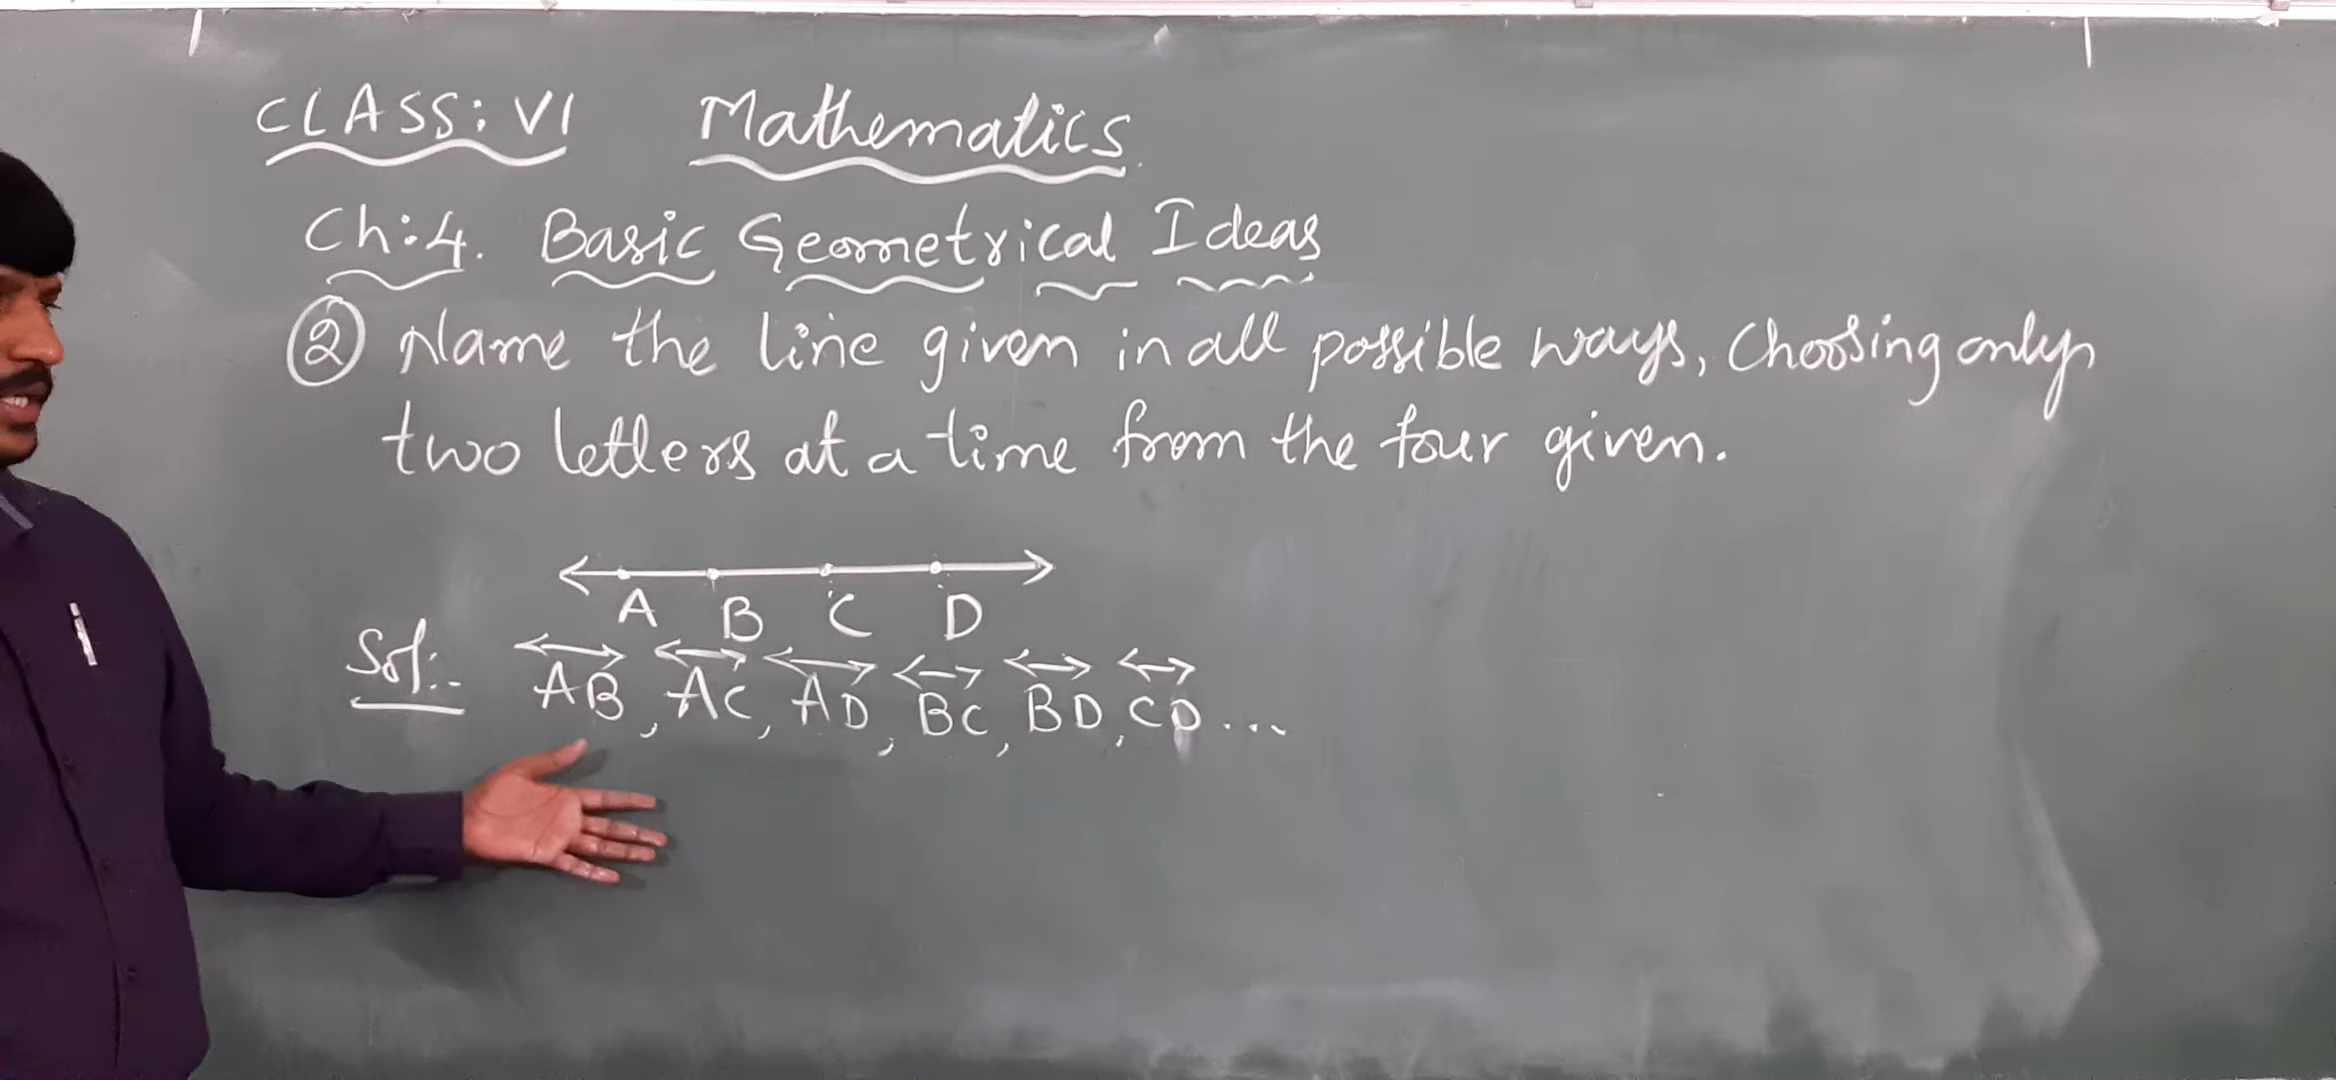 CLASS: VI Mathematics
Ch:4. Basic Geometrical Ideas
② Name the line given in all possible ways, Choosing only
two letters at a time from the four given.
A B C D
Sol:- AB, AC, AD, BC, BD, CD...